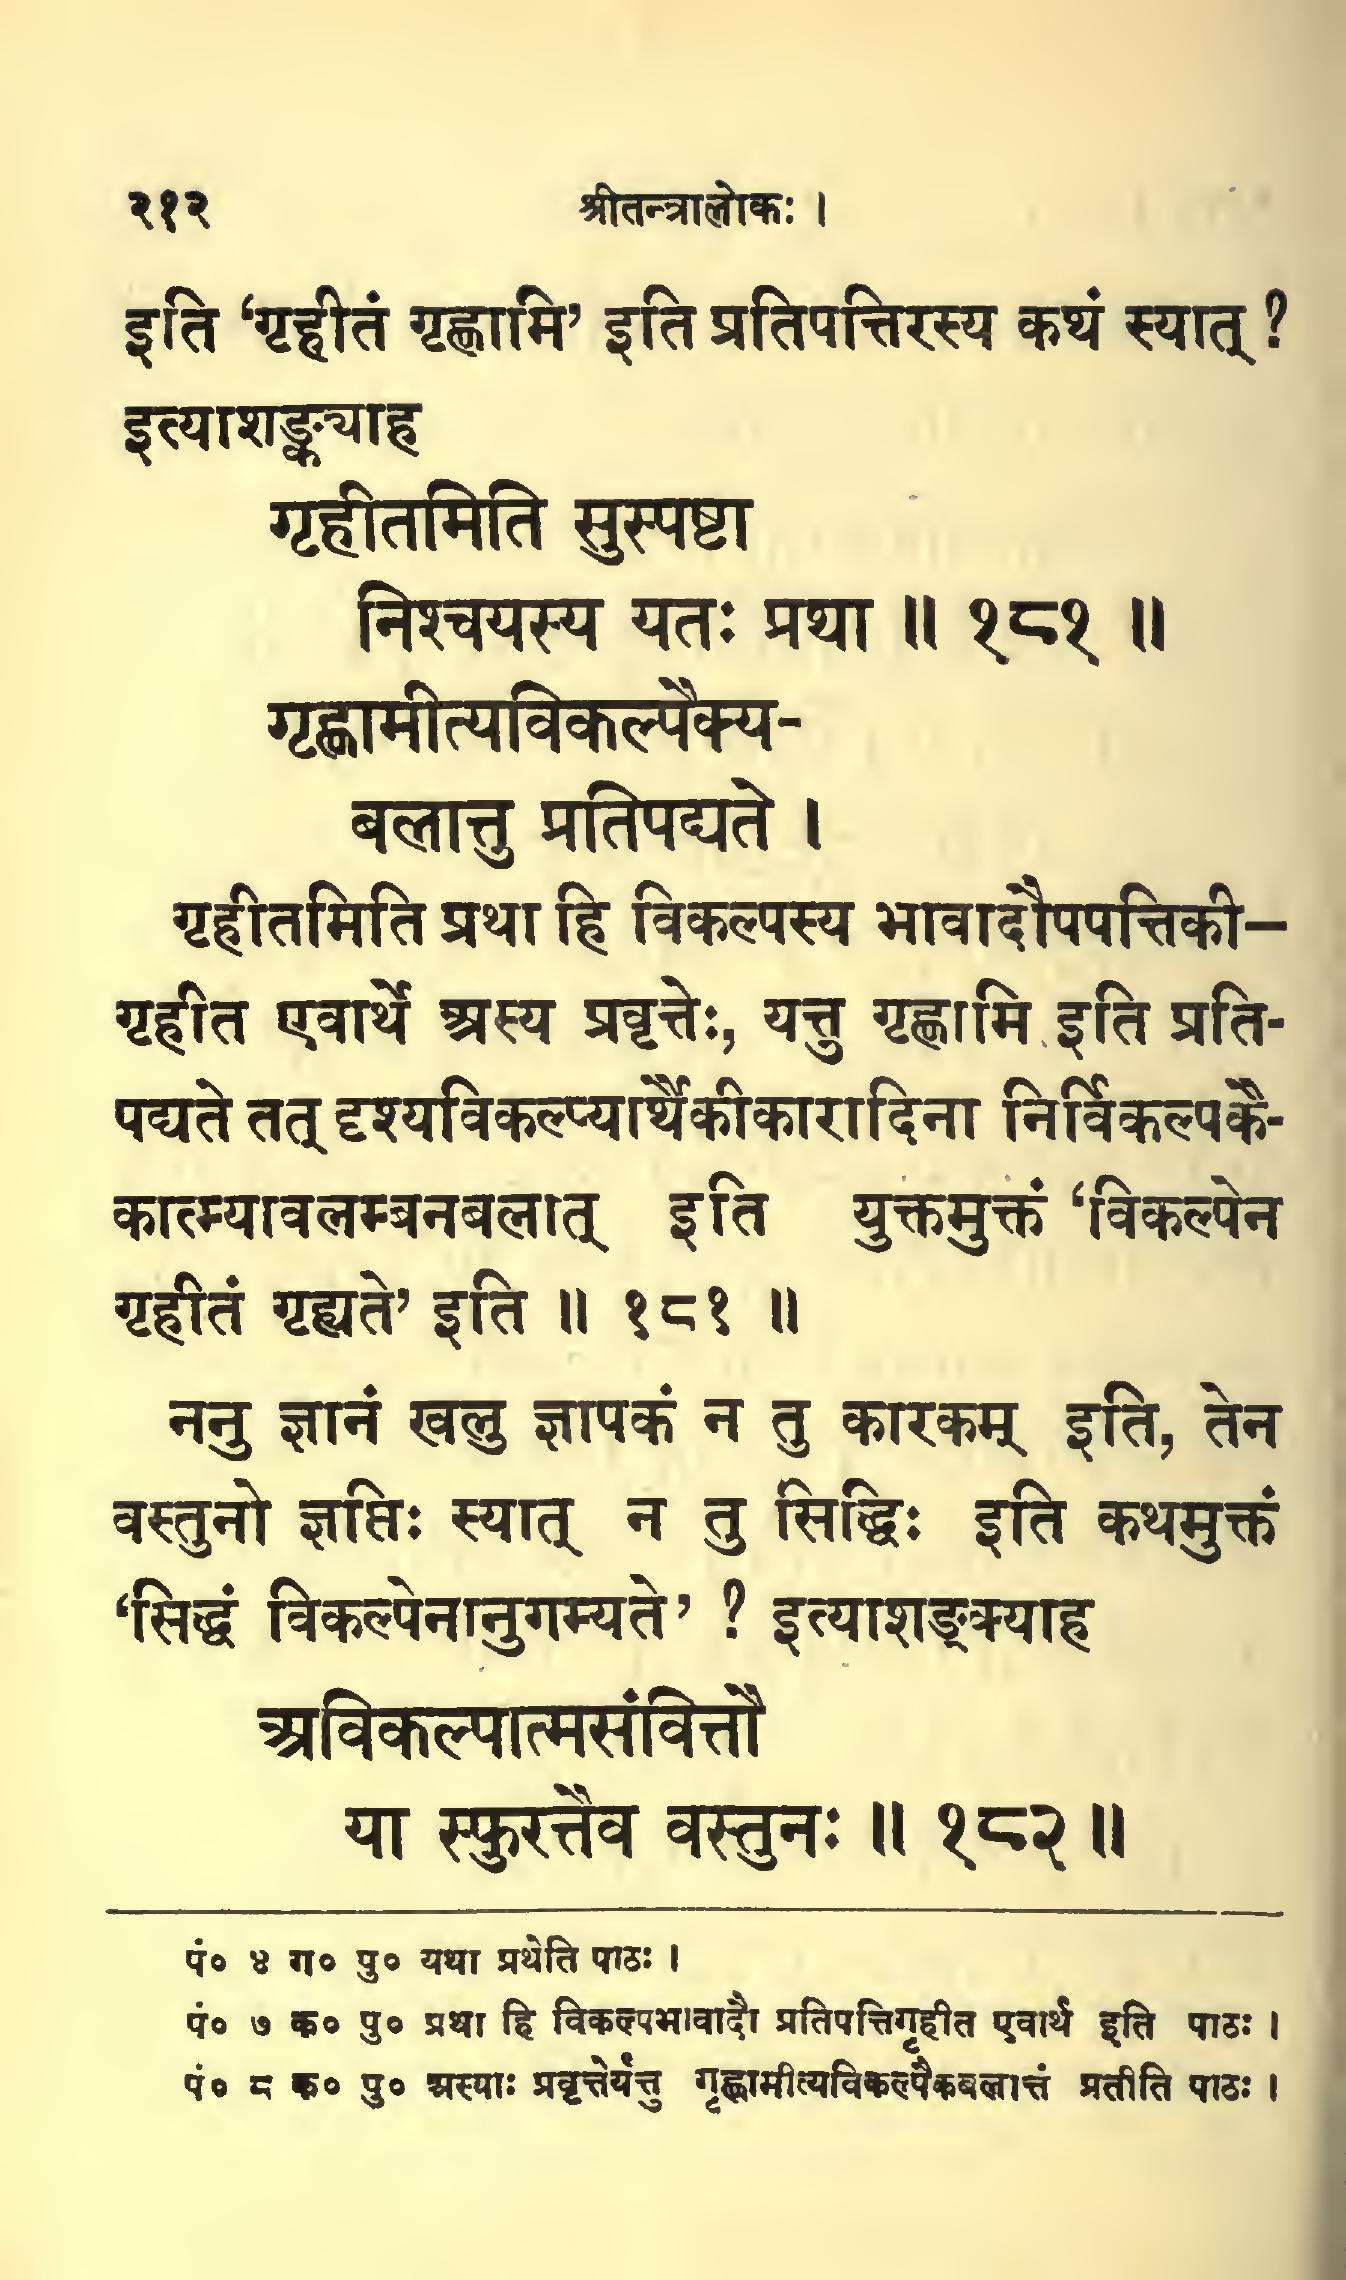 २१२ श्रीतन्त्रालोकः ।
इति ‘गृहीतं गृह्णामि’ इति प्रतिपत्तिरस्य कथं स्यात् ?
इत्याशङ्क्याह
गृहीतमिति सुस्पष्टा
निश्चयस्य यतः प्रथा ॥ १८१ ॥
गृह्णामीत्यविकल्पैक्य-
बलात्तु प्रतिपद्यते ।
गृहीतमिति प्रथा हि विकल्पस्य भावादौपपत्तिकी—
गृहीत एवार्थे अस्य प्रवृत्तेः, यत्तु गृह्णामि इति प्रति-
पद्यते तत् दृश्यविकल्प्यार्थैकीकारादिना निर्विकल्पकै-
कात्म्यावलम्बनबलात् इति युक्तमुक्तं ‘विकल्पेन
गृहीतं गृह्यते’ इति ॥ १८१ ॥
ननु ज्ञानं खलु ज्ञापकं न तु कारकम् इति, तेन
वस्तुनो ज्ञप्तिः स्यात् न तु सिद्धिः इति कथमुक्तं
‘सिद्धं विकल्पेनानुगम्यते’ ? इत्याशङ्क्याह
अविकल्पात्मसंवित्तौ
या स्फुरत्तैव वस्तुनः ॥ १८२ ॥
पं० ४ ग० पु० यथा प्रथेति पाठः ।
पं० ७ क० पु० प्रथा हि विकल्पभावादौ प्रतिपत्तिगृहीत एवार्थ इति पाठः ।
पं० ८ क० पु० अस्याः प्रवृत्तेर्यत्तु गृह्णामीत्यविकल्पैकबलात्तं प्रतीति पाठः ।